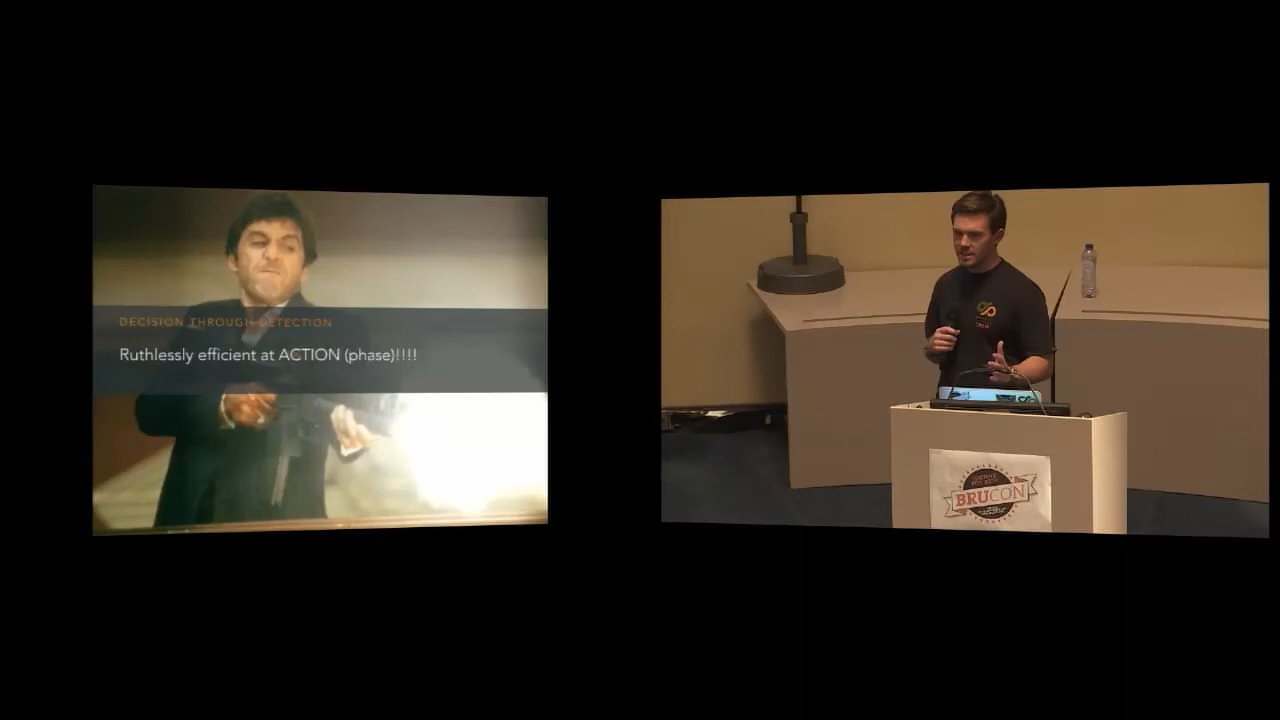 DECISION THROUGH DETECTION
Ruthlessly efficient at ACTION (phase)!!!!
BRUCON